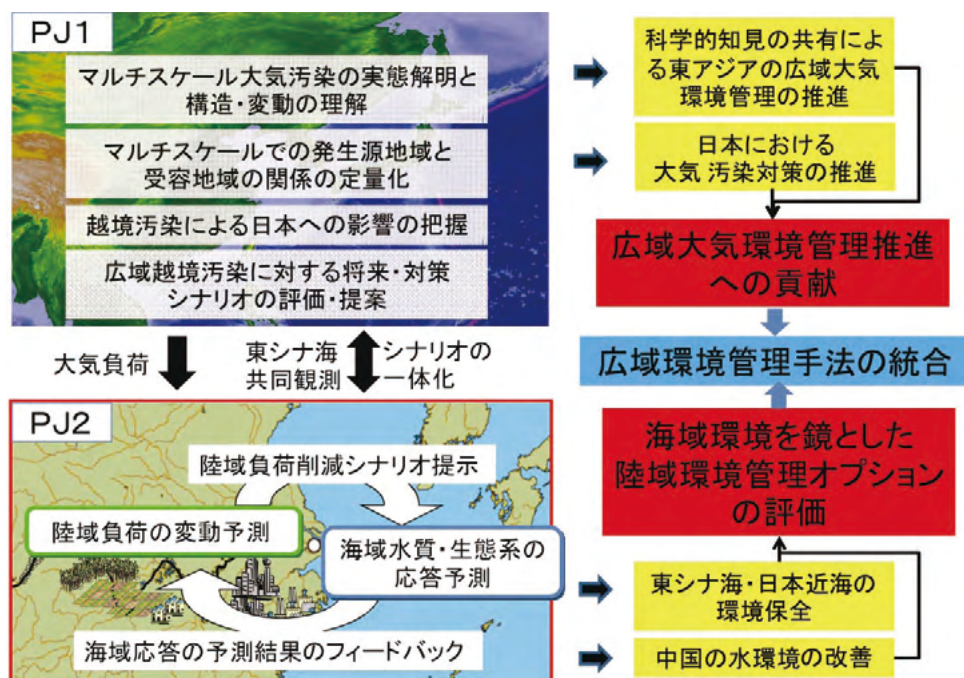 PJ1
マルチスケール大気汚染の実態解明と
構造・変動の理解
マルチスケールでの発生源地域と
受容地域の関係の定量化
越境汚染による日本への影響の把握
広域越境汚染に対する将来・対策
シナリオの評価・提案
科学的知見の共有によ
る東アジアの広域大気
環境管理の推進
日本における
大気 汚染対策の推進
広域大気環境管理推進
への貢献
大気負荷
東シナ海
共同観測
シナリオの
一体化
広域環境管理手法の統合
PJ2
陸域負荷削減シナリオ提示
陸域負荷の変動予測
海域水質・生態系の
応答予測
海域応答の予測結果のフィードバック
海域環境を鏡とした
陸域環境管理オプション
の評価
東シナ海・日本近海の
環境保全
中国の水環境の改善